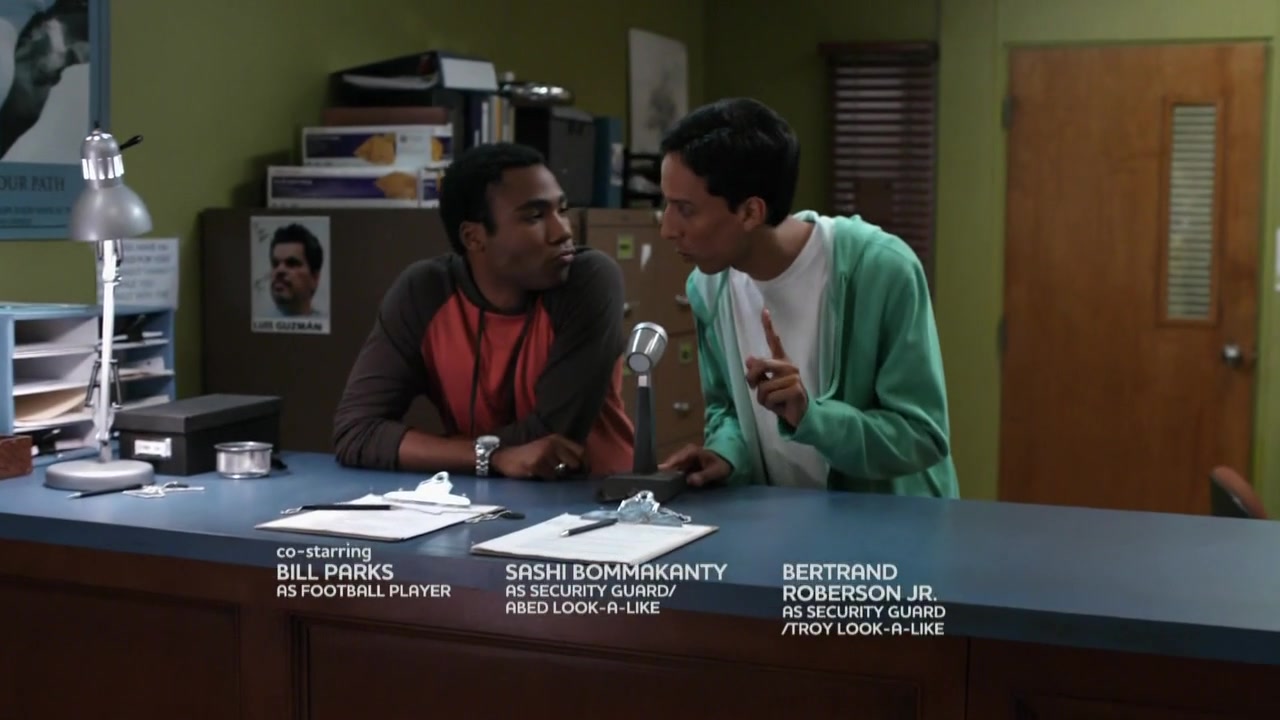 OUR PATH
LUIS GUZMÁN
co-starring
BILL PARKS
AS FOOTBALL PLAYER
SASHI BOMMAKANTY
AS SECURITY GUARD/
ABED LOOK-A-LIKE
BERTRAND
ROBERSON JR.
AS SECURITY GUARD
/TROY LOOK-A-LIKE